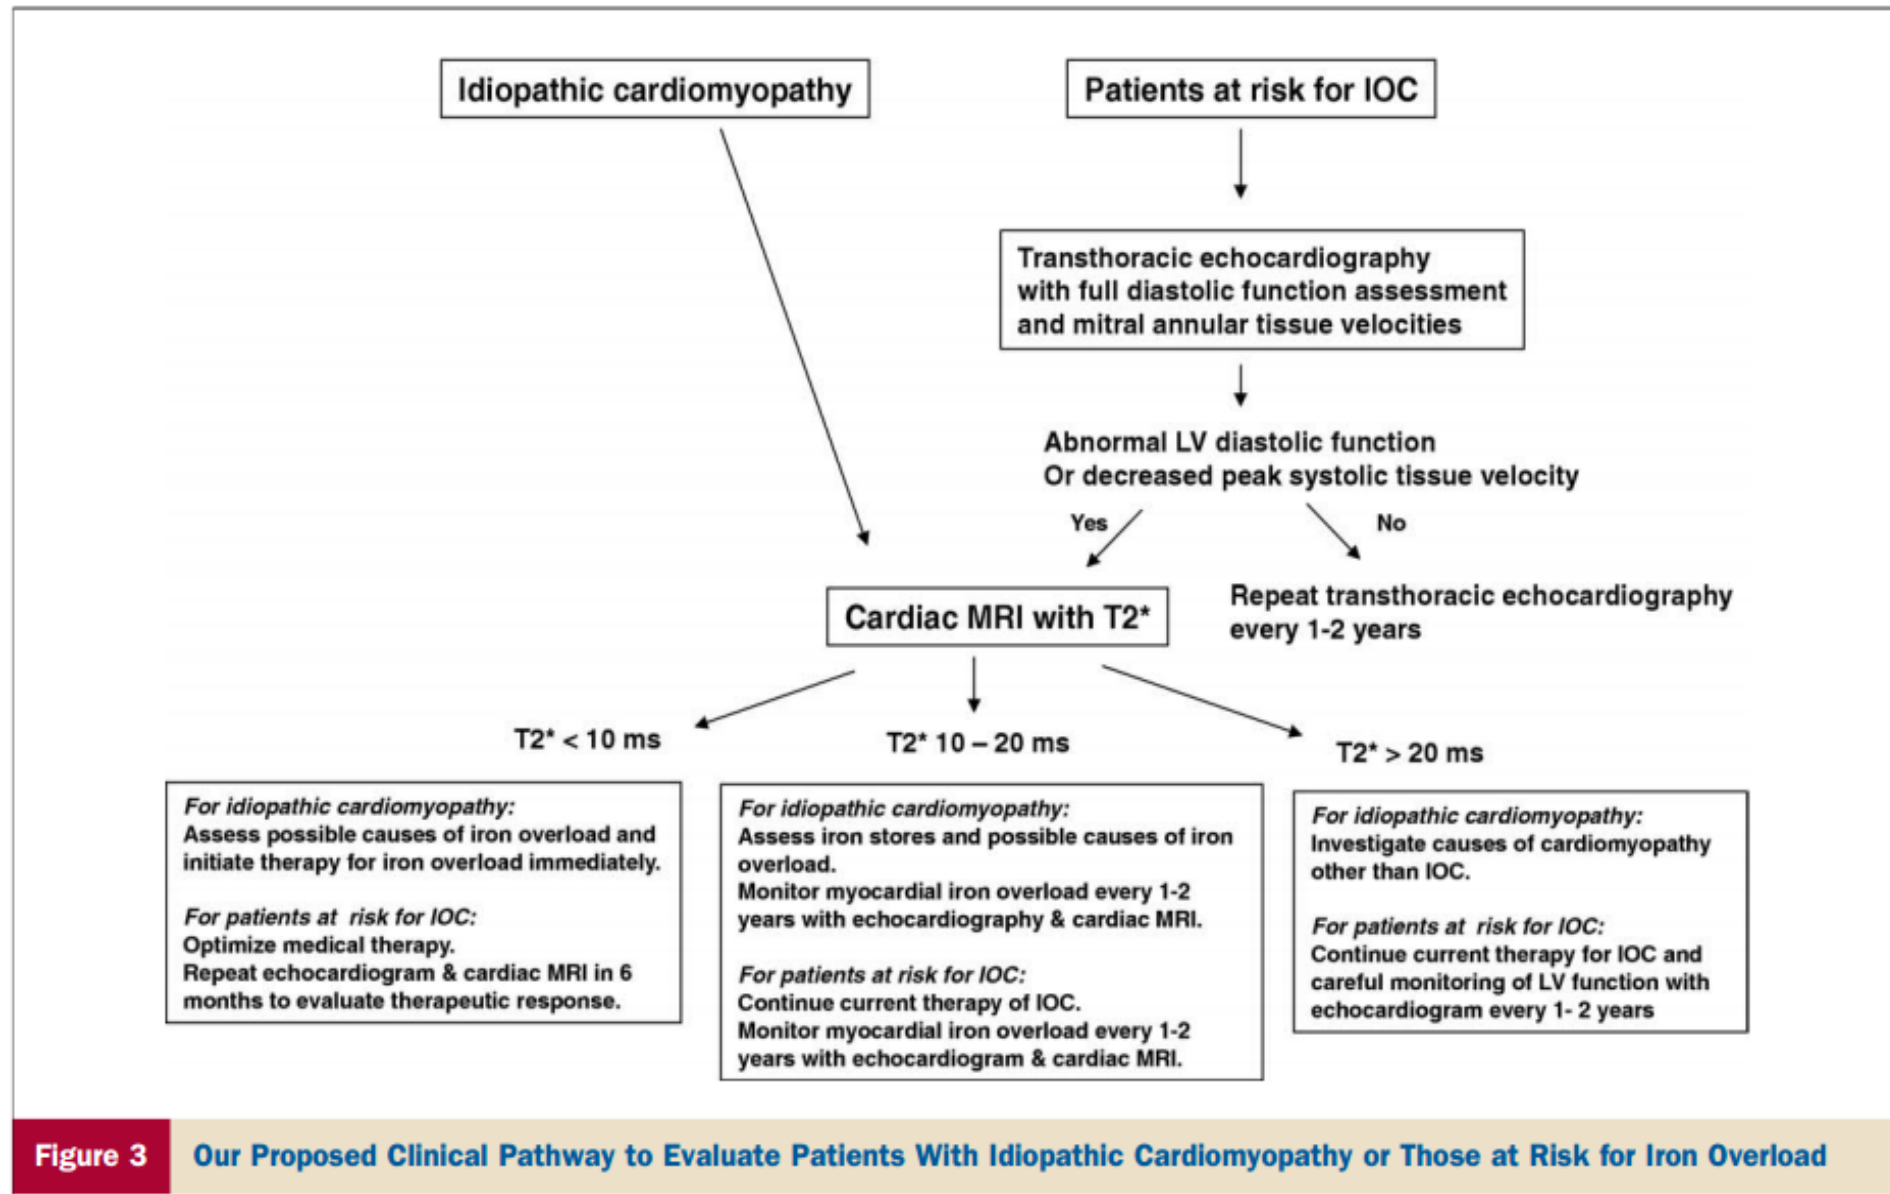 Idiopathic cardiomyopathy
Patients at risk for IOC
Transthoracic echocardiography
with full diastolic function assessment
and mitral annular tissue velocities
Abnormal LV diastolic function
Or decreased peak systolic tissue velocity
Yes
No
Cardiac MRI with T2*
Repeat transthoracic echocardiography
every 1-2 years
T2* < 10 ms
T2* 10 – 20 ms
T2* > 20 ms
For idiopathic cardiomyopathy:
Assess possible causes of iron overload and
initiate therapy for iron overload immediately.
For patients at risk for IOC:
Optimize medical therapy.
Repeat echocardiogram & cardiac MRI in 6
months to evaluate therapeutic response.
For idiopathic cardiomyopathy:
Assess iron stores and possible causes of iron
overload.
Monitor myocardial iron overload every 1-2
years with echocardiography & cardiac MRI.
For patients at risk for IOC:
Continue current therapy of IOC.
Monitor myocardial iron overload every 1-2
years with echocardiogram & cardiac MRI.
For idiopathic cardiomyopathy:
Investigate causes of cardiomyopathy
other than IOC.
For patients at risk for IOC:
Continue current therapy for IOC and
careful monitoring of LV function with
echocardiogram every 1- 2 years
Figure 3
Our Proposed Clinical Pathway to Evaluate Patients With Idiopathic Cardiomyopathy or Those at Risk for Iron Overload